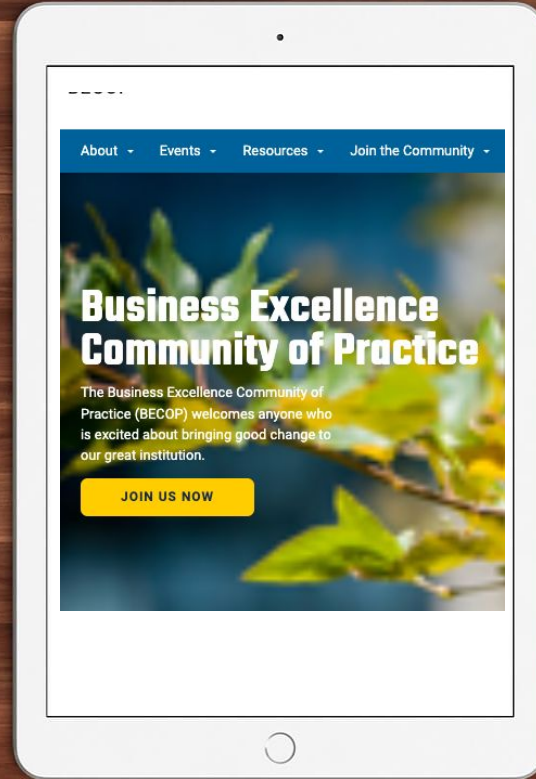 About
Events
Resources
Join the Community
Business Excellence
Community of Practice
The Business Excellence Community of
Practice (BECOP) welcomes anyone who
is excited about bringing good change to
our great institution.
JOIN US NOW